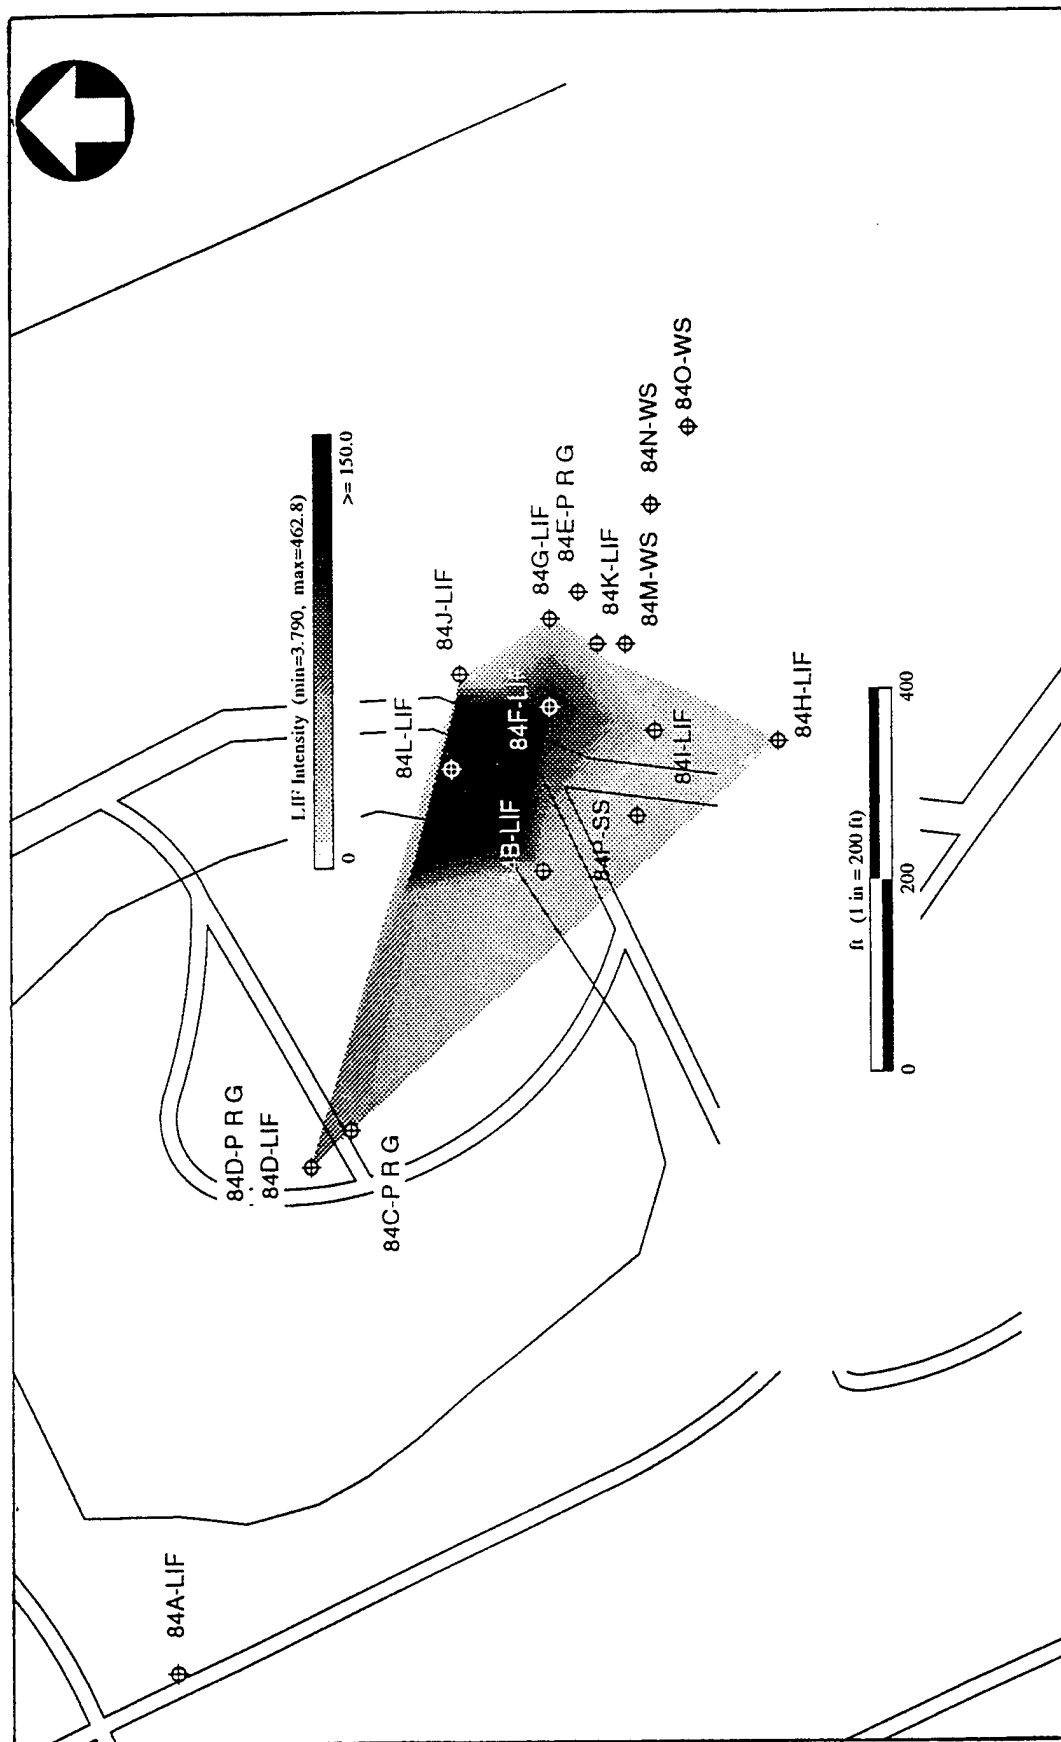 LIF Intensity (min=3.790, max=462.8)
0
>= 150.0
84A-LIF
84D-P R G
84D-LIF
84C-P R G
84L-LIF
84J-LIF
4B-LIF
84F-LIF
84G-LIF
84E-P R G
84P-SS
84I-LIF
84K-LIF
84M-WS
84N-WS
84O-WS
84H-LIF
ft (1 in = 200 ft)
0
200
400